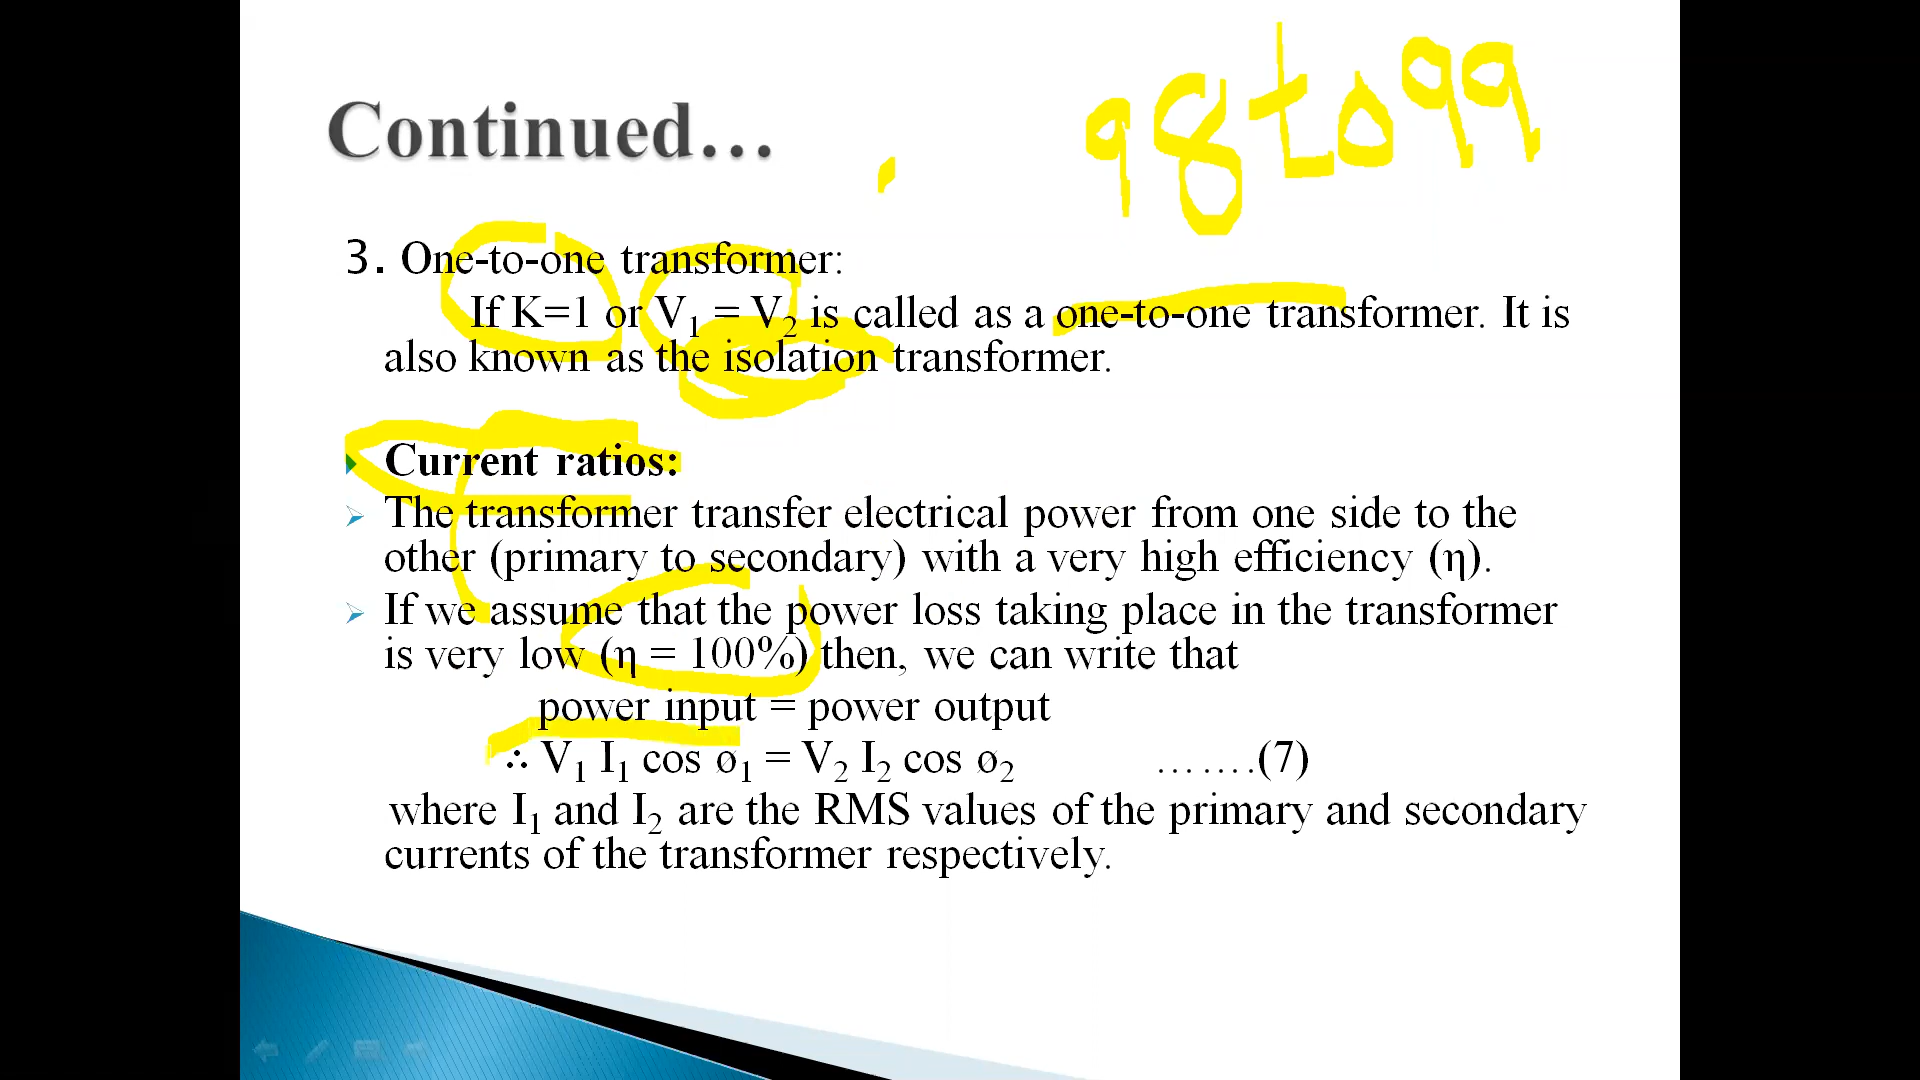 98 to 99
Continued...
3. One-to-one transformer:
If K=1 or V₁ = V₂ is called as a one-to-one transformer. It is
also known as the isolation transformer.
Current ratios:
➢ The transformer transfer electrical power from one side to the
other (primary to secondary) with a very high efficiency (η).
➢ If we assume that the power loss taking place in the transformer
is very low (η = 100%) then, we can write that
power input = power output
∴ V₁ I₁ cos ø₁ = V₂ I₂ cos ø₂ …….(7)
where I₁ and I₂ are the RMS values of the primary and secondary
currents of the transformer respectively.